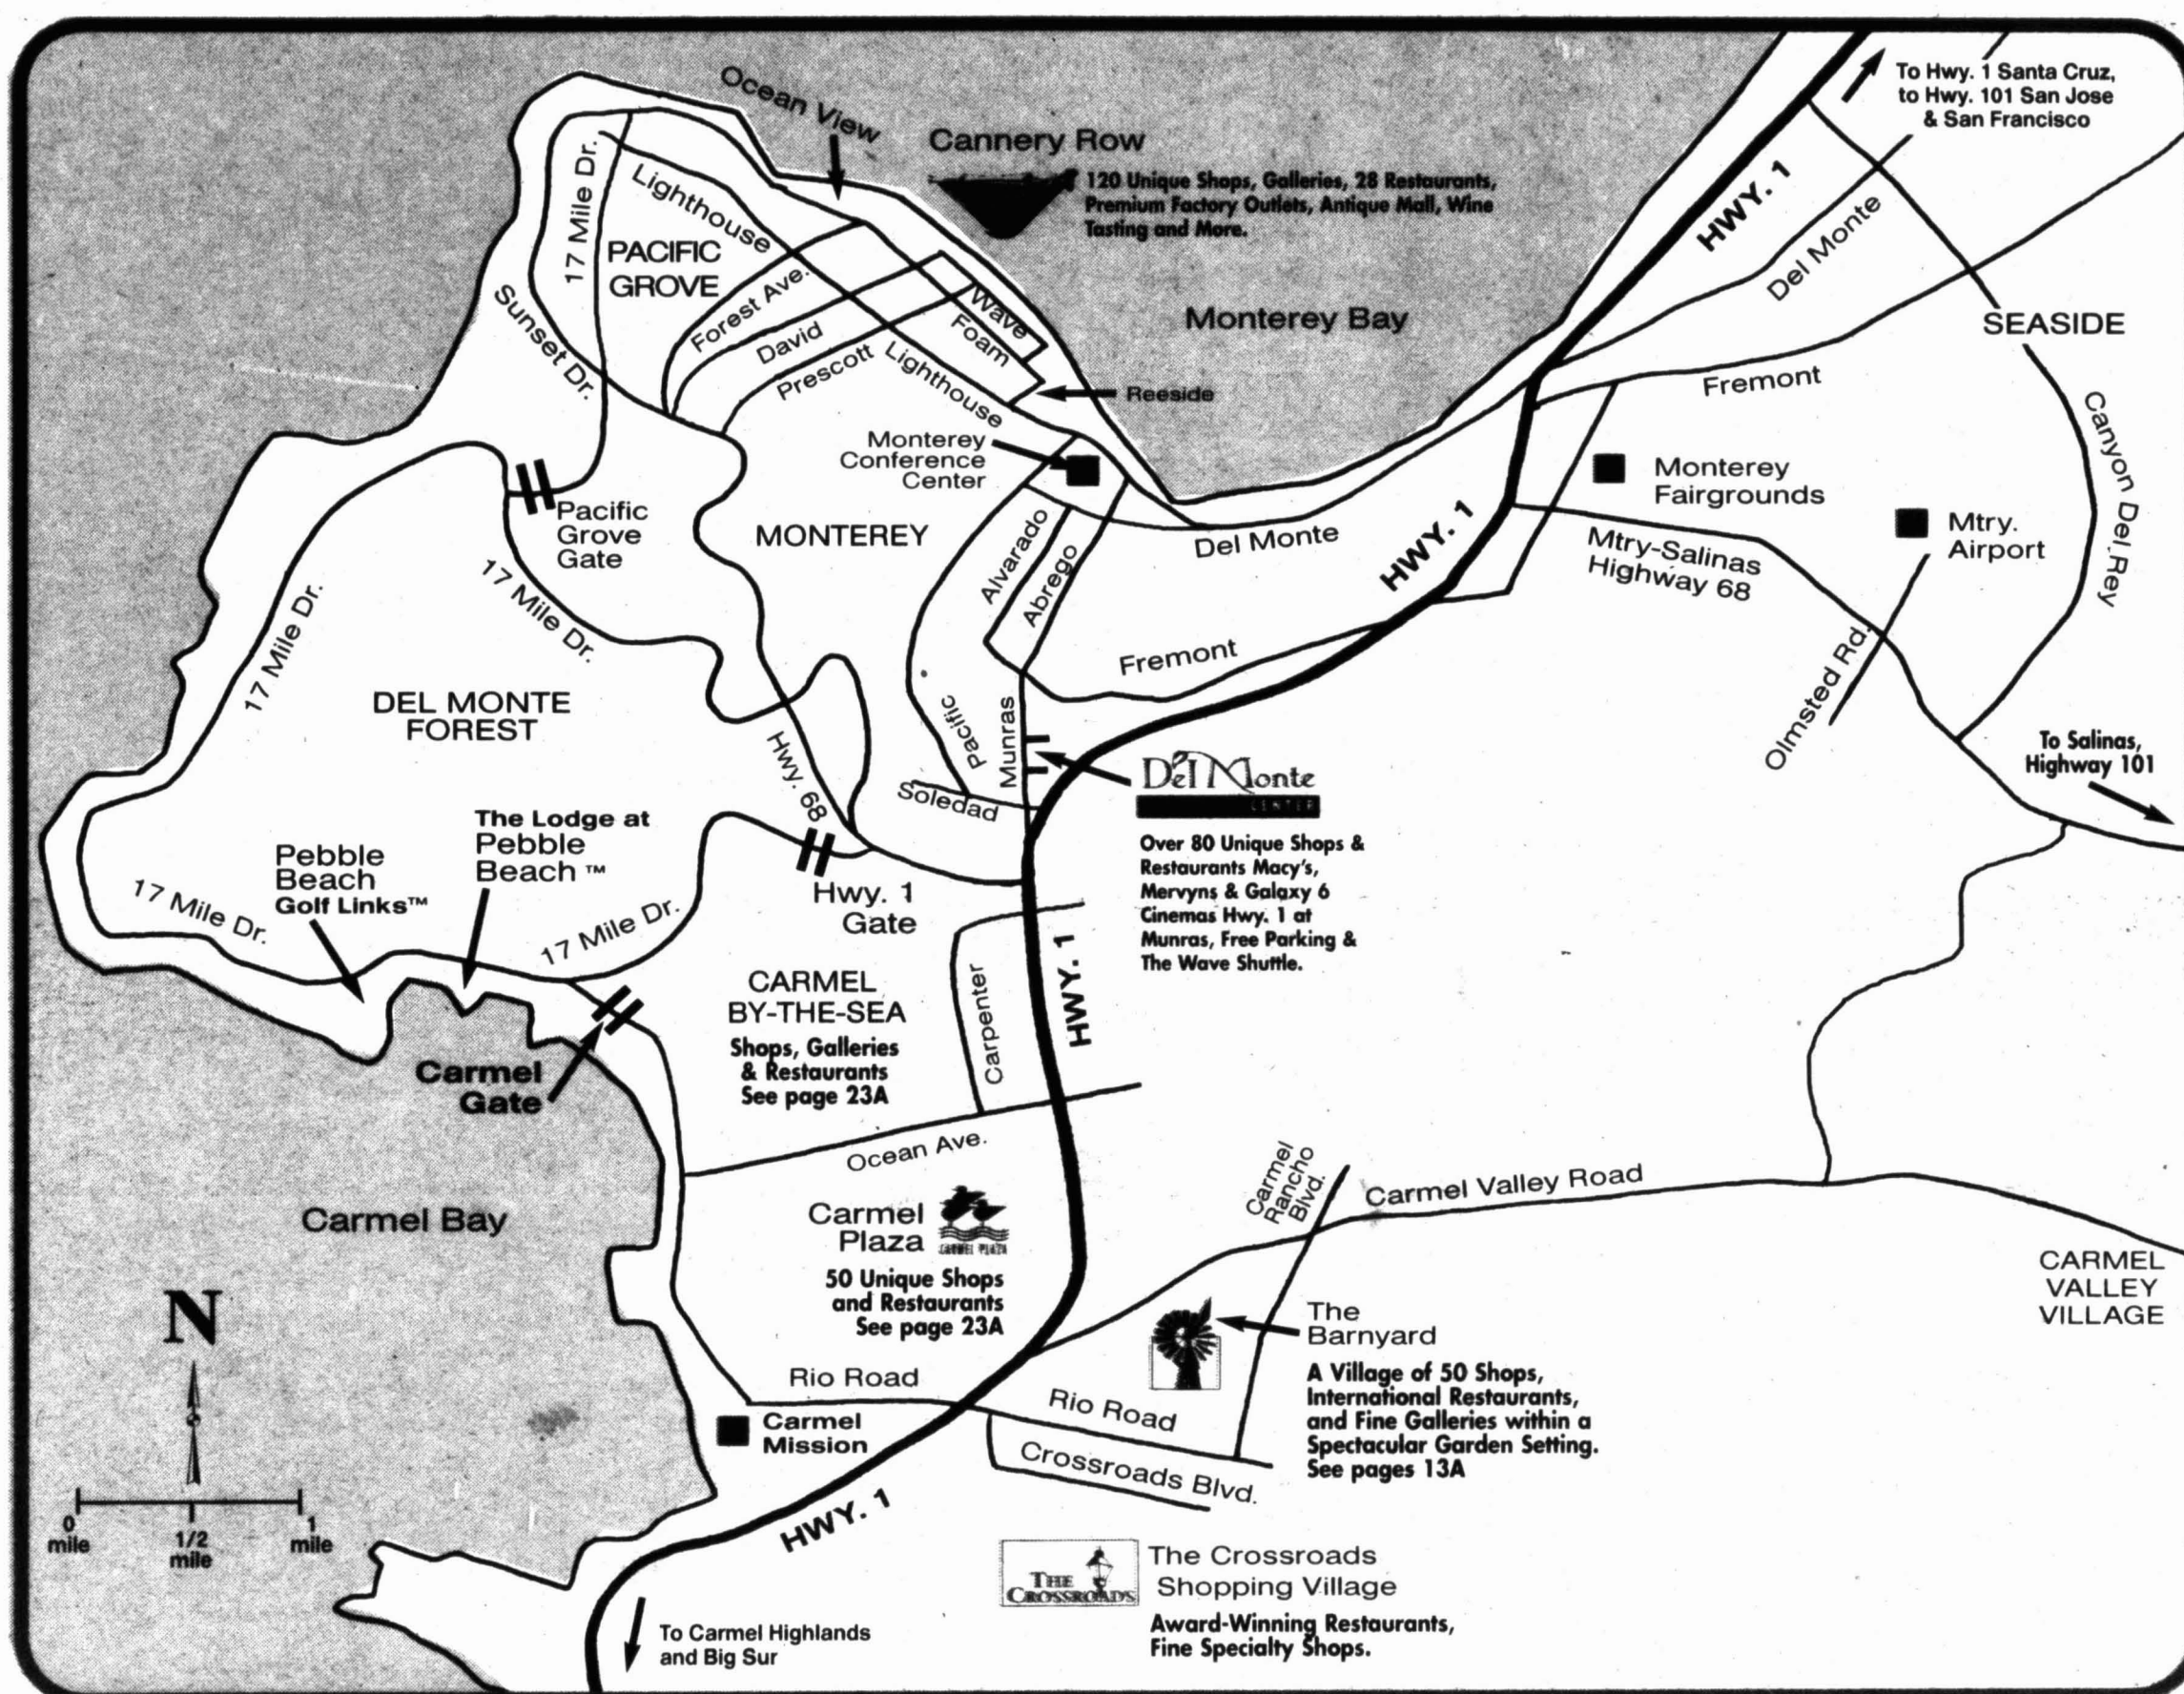 To Hwy. 1 Santa Cruz,
to Hwy. 101 San Jose
& San Francisco
Ocean View
Cannery Row
120 Unique Shops, Galleries, 28 Restaurants,
Premium Factory Outlets, Antique Mall, Wine
Tasting and More.
HWY. 1
Del Monte
17 Mile Dr.
Lighthouse
PACIFIC
GROVE
Sunset Dr.
Forest Ave.
David
Prescott
Lighthouse
Wave
Foam
Reeside
Monterey Bay
SEASIDE
Fremont
Canyon Del Rey
Monterey
Conference
Center
Monterey
Fairgrounds
Mtry.
Airport
Pacific
Grove
Gate
MONTEREY
Alvarado
Abrego
Del Monte
HWY. 1
Mtry-Salinas
Highway 68
17 Mile Dr.
17 Mile Dr.
Fremont
Olmsted Rd.
DEL MONTE
FOREST
Pacific
Munras
Hwy. 68
Soledad
To Salinas,
Highway 101
Del Monte
CENTER
Over 80 Unique Shops &
Restaurants Macy's,
Mervyns & Galaxy 6
Cinemas Hwy. 1 at
Munras, Free Parking &
The Wave Shuttle.
The Lodge at
Pebble
Beach ™
Pebble
Beach
Golf Links™
17 Mile Dr.
17 Mile Dr.
Hwy. 1
Gate
CARMEL
BY-THE-SEA
Shops, Galleries
& Restaurants
See page 23A
Carpenter
HWY. 1
Carmel
Gate
Ocean Ave.
Carmel
Rancho
Blvd.
Carmel Valley Road
Carmel Bay
Carmel
Plaza
CARMEL PLAZA
50 Unique Shops
and Restaurants
See page 23A
CARMEL
VALLEY
VILLAGE
N
The
Barnyard
A Village of 50 Shops,
International Restaurants,
and Fine Galleries within a
Spectacular Garden Setting.
See pages 13A
Rio Road
Rio Road
Carmel
Mission
Crossroads Blvd.
HWY. 1
0
mile
1/2
mile
1
mile
THE
CROSSROADS
The Crossroads
Shopping Village
Award-Winning Restaurants,
Fine Specialty Shops.
To Carmel Highlands
and Big Sur